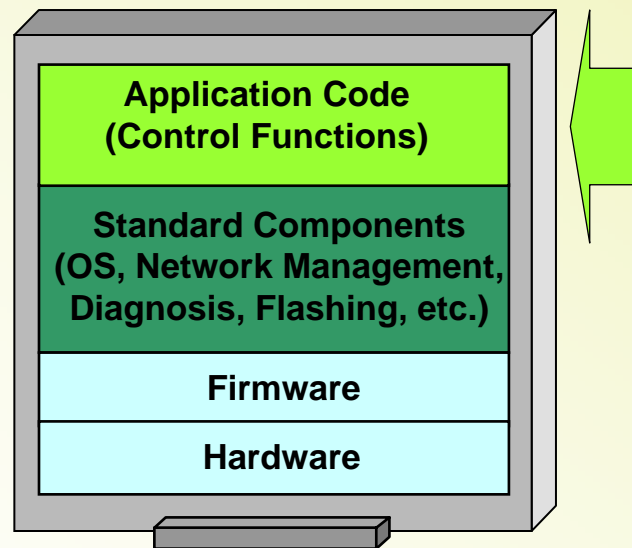 Application Code
(Control Functions)
Standard Components
(OS, Network Management,
Diagnosis, Flashing, etc.)
Firmware
Hardware